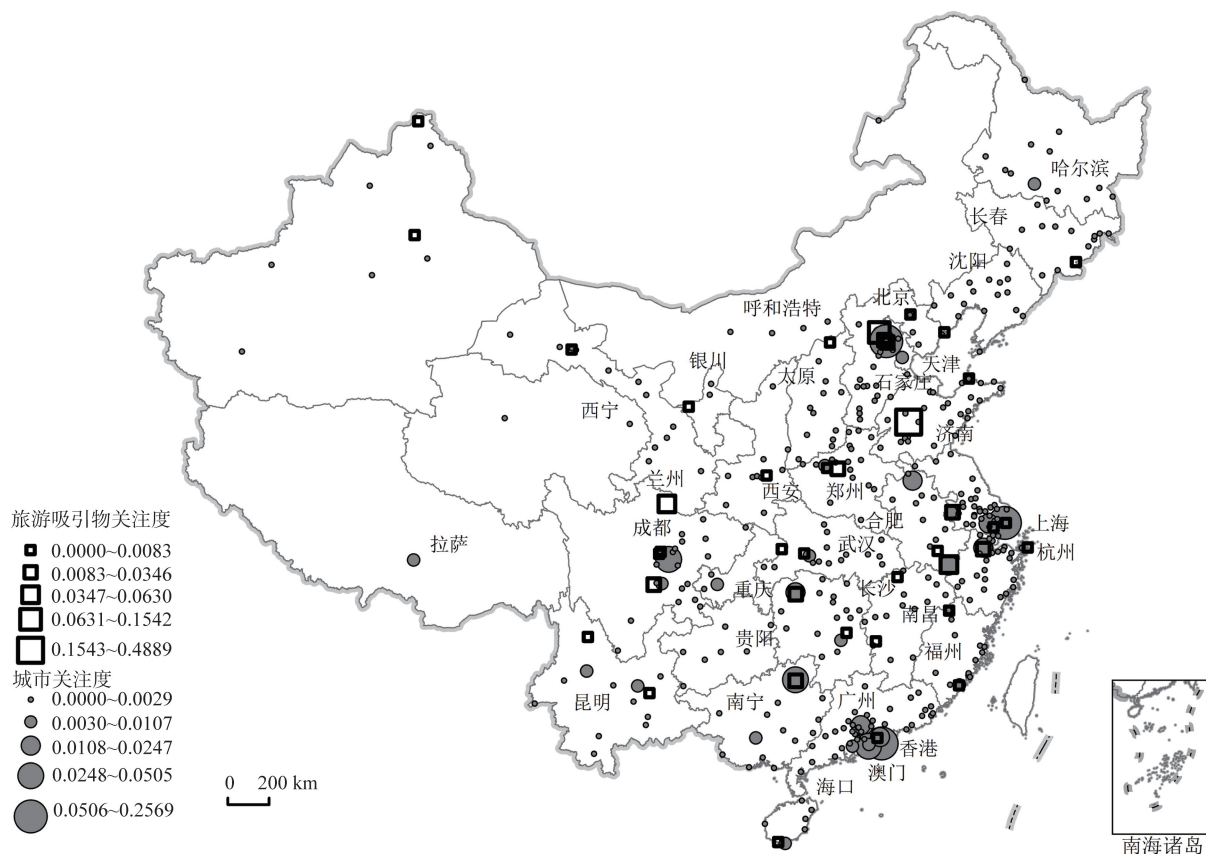 哈尔滨
长春
沈阳
呼和浩特
北京
银川
太原
天津
石家庄
西宁
济南
兰州
西安
郑州
旅游吸引物关注度
0.0000~0.0083
0.0083~0.0346
0.0347~0.0630
0.0631~0.1542
0.1543~0.4889
成都
合肥
上海
拉萨
武汉
杭州
重庆
长沙
南昌
贵阳
福州
城市关注度
0.0000~0.0029
0.0030~0.0107
0.0108~0.0247
0.0248~0.0505
0.0506~0.2569
昆明
南宁
广州
香港
澳门
海口
0 200 km
南海诸岛